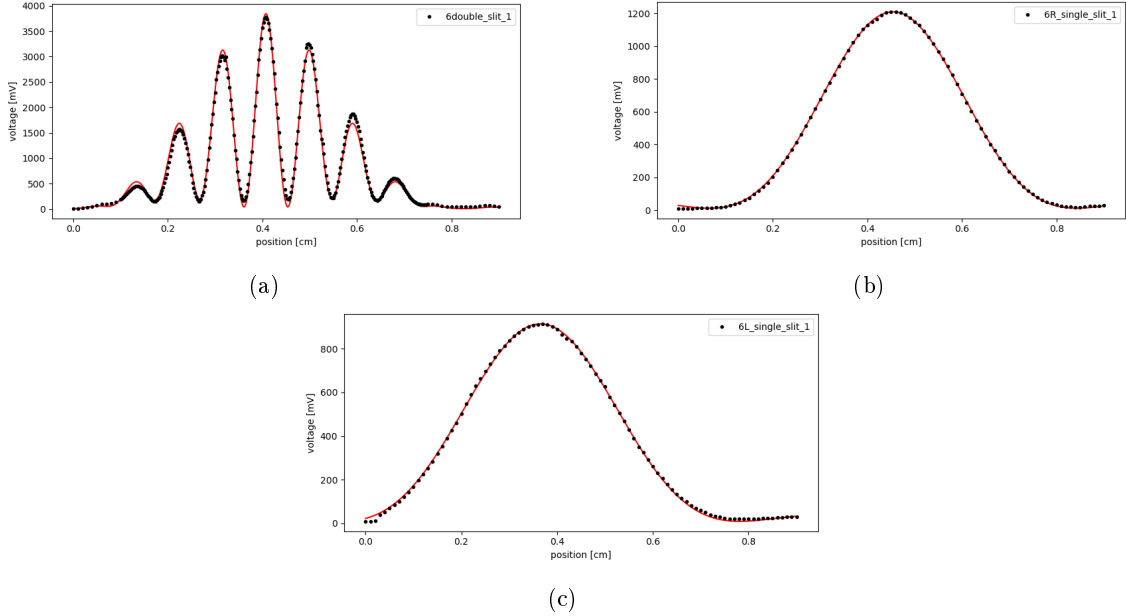 4000
3500
3000
2500
2000
1500
1000
500
0
voltage [mV]
6double_slit_1
0.0 0.2 0.4 0.6 0.8
position [cm]
(a)
1200
1000
800
600
400
200
0
voltage [mV]
6R_single_slit_1
0.0 0.2 0.4 0.6 0.8
position [cm]
(b)
800
600
400
200
0
voltage [mV]
6L_single_slit_1
0.0 0.2 0.4 0.6 0.8
position [cm]
(c)